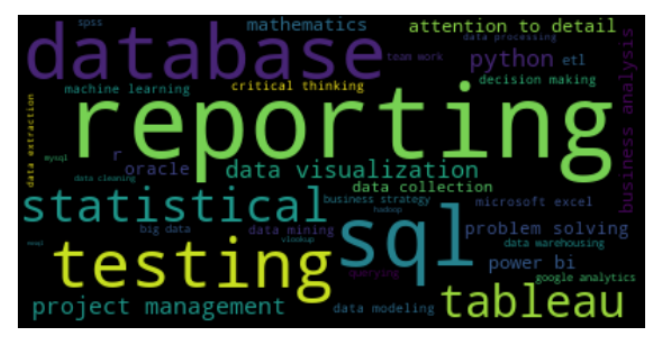 spss
mathematics
attention to detail
database
team work
data processing
python
etl
machine learning
critical thinking
decision making
business analysis
reporting
data extraction
mysql
r
oracle
data visualization
data cleaning
data collection
statistical
business strategy
microsoft excel
hadoop
sql
big data
data mining
problem solving
vlookup
data warehousing
testing
power bi
querying
google analytics
project management
data modeling
tableau